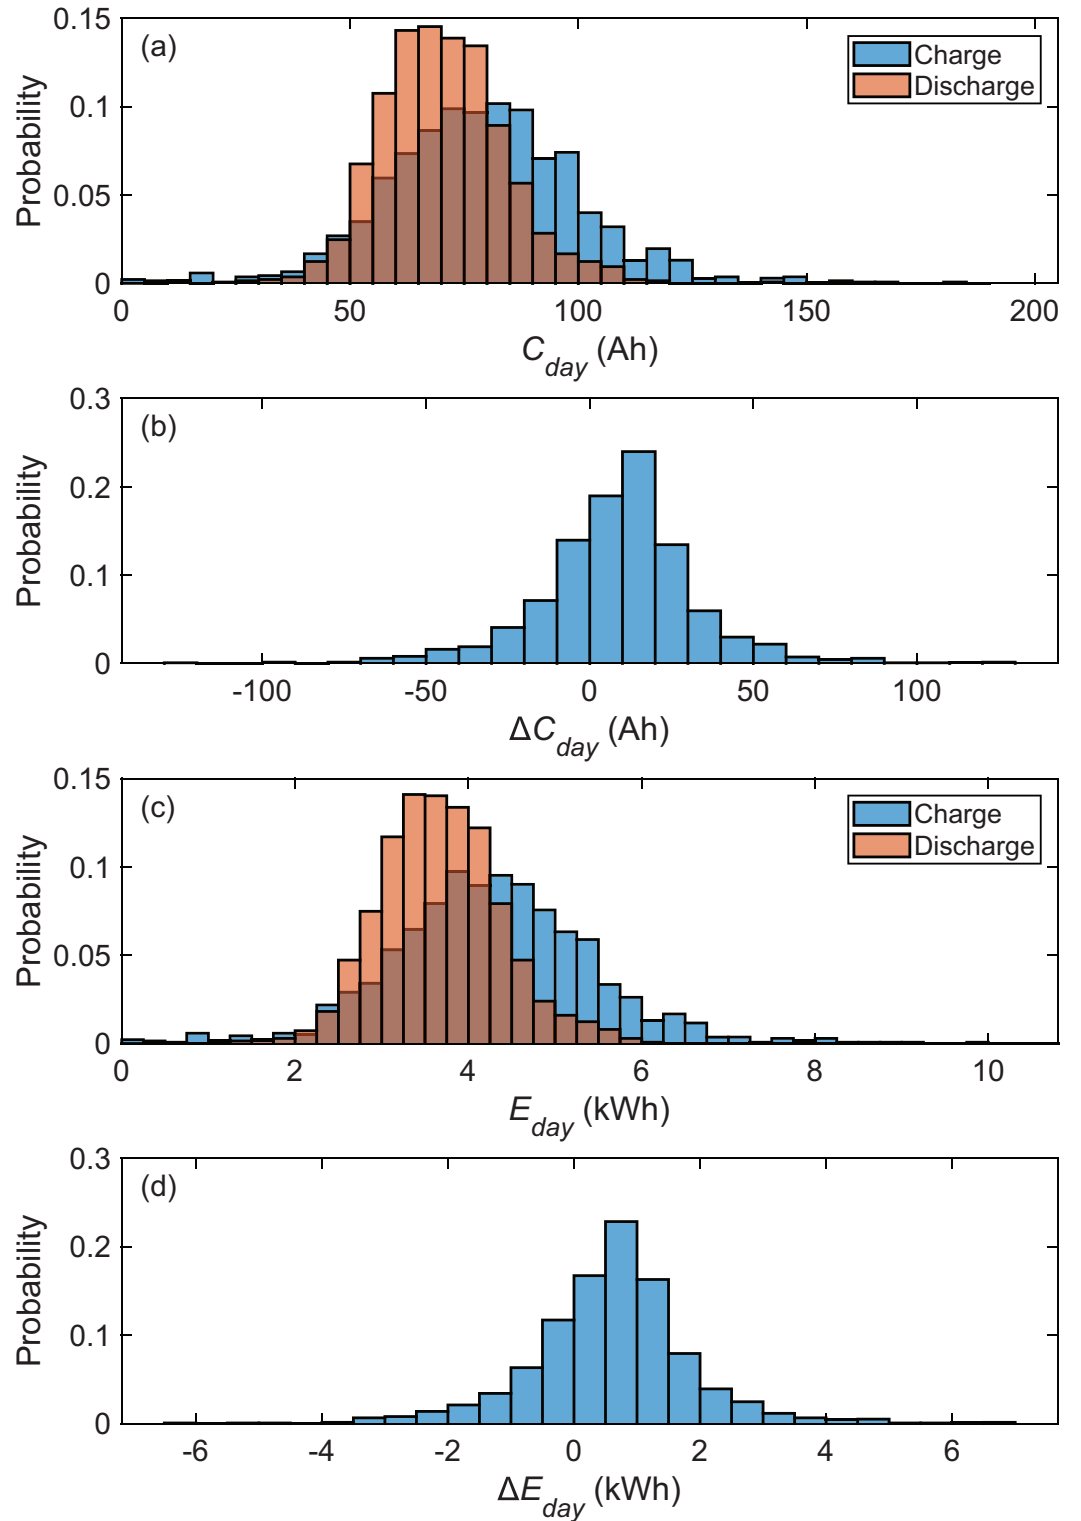 (a)
Charge
Discharge
Probability
0.15
0.1
0.05
0
0 50 100 150 200
C_day (Ah)
(b)
Probability
0.3
0.2
0.1
0
-100 -50 0 50 100
ΔC_day (Ah)
(c)
Charge
Discharge
Probability
0.15
0.1
0.05
0
0 2 4 6 8 10
E_day (kWh)
(d)
Probability
0.3
0.2
0.1
0
-6 -4 -2 0 2 4 6
ΔE_day (kWh)